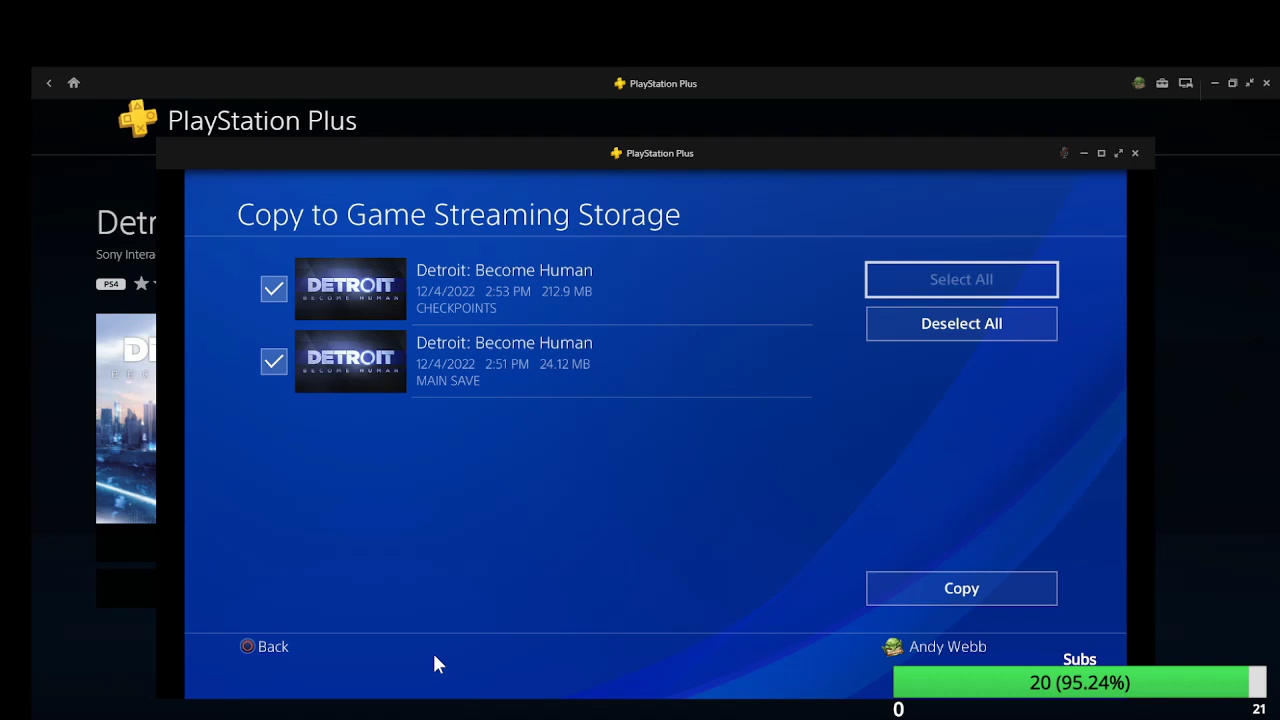 PlayStation Plus
PlayStation Plus
PlayStation Plus
Detr
Sony Intera
PS4
Copy to Game Streaming Storage
DETROIT
BECOME HUMAN
Detroit: Become Human
12/4/2022 2:53 PM 212.9 MB
CHECKPOINTS
Select All
Deselect All
DETROIT
BECOME HUMAN
Detroit: Become Human
12/4/2022 2:51 PM 24.12 MB
MAIN SAVE
Copy
Back
Andy Webb
Subs
20 (95.24%)
0
21